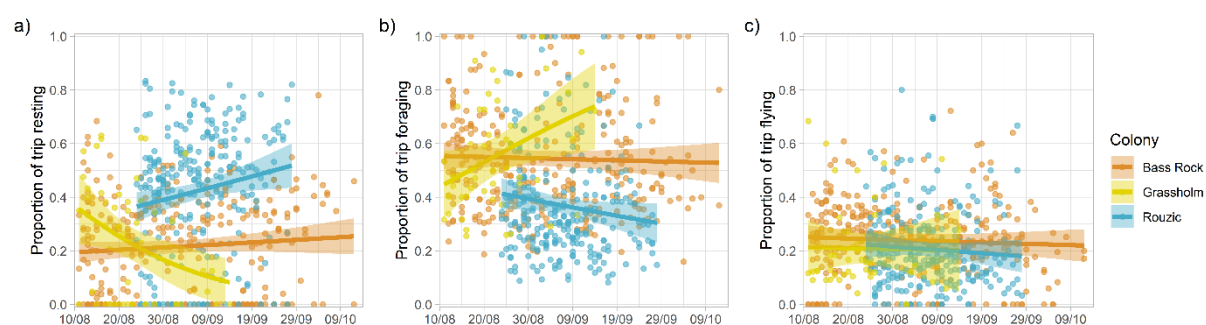 a)
Proportion of trip resting
1.0
0.8
0.6
0.4
0.2
0.0
10/08 20/08 30/08 09/09 19/09 29/09 09/10
b)
Proportion of trip foraging
1.0
0.8
0.6
0.4
0.2
0.0
10/08 20/08 30/08 09/09 19/09 29/09 09/10
c)
Proportion of trip flying
1.0
0.8
0.6
0.4
0.2
0.0
10/08 20/08 30/08 09/09 19/09 29/09 09/10
Colony
Bass Rock
Grassholm
Rouzic